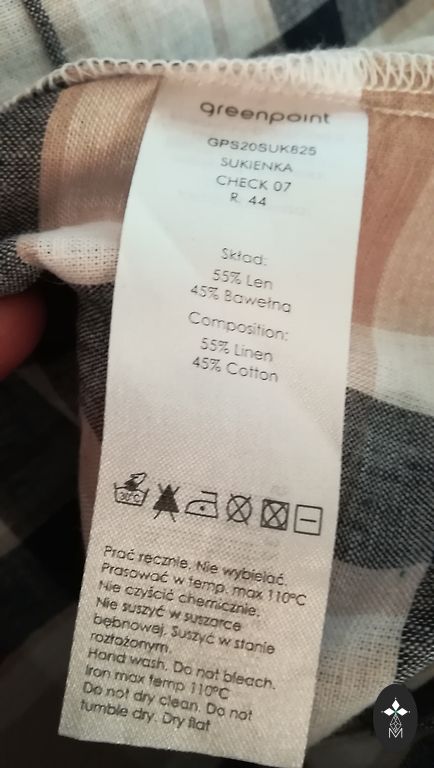 greenpoint
GPS20SUK825
SUKIENKA
CHECK 07
R. 44
Skład:
55% Len
45% Bawełna
Composition:
55% Linen
45% Cotton
30°C
Prać ręcznie. Nie wybielać.
Prasować w temp. max 110°C
Nie czyścić chemicznie.
Nie suszyć w suszarce
bębnowej. Suszyć w stanie
rozłożonym.
Hand wash. Do not bleach.
Iron max temp 110°C
Do not dry clean. Do not
tumble dry. Dry flat
M